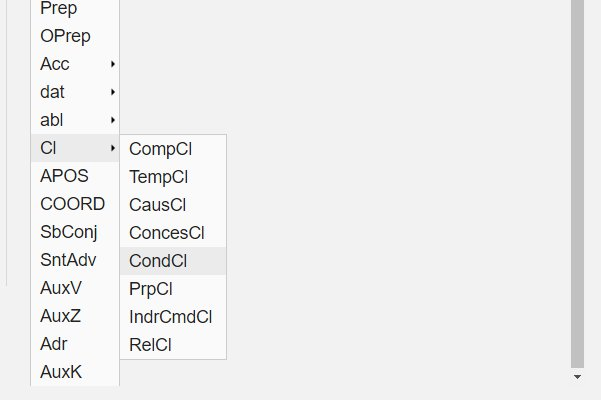 Prep
OPrep
Acc
dat
abl
Cl
APOS
COORD
SbConj
SntAdv
AuxV
AuxZ
Adr
AuxK
CompCl
TempCl
CausCl
ConcesCl
CondCl
PrpCl
IndrCmdCl
RelCl